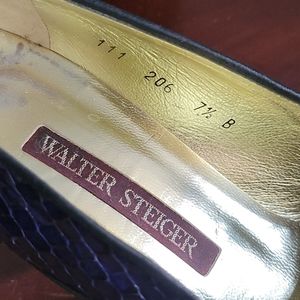 111 206 7½ B
WALTER STEIGER